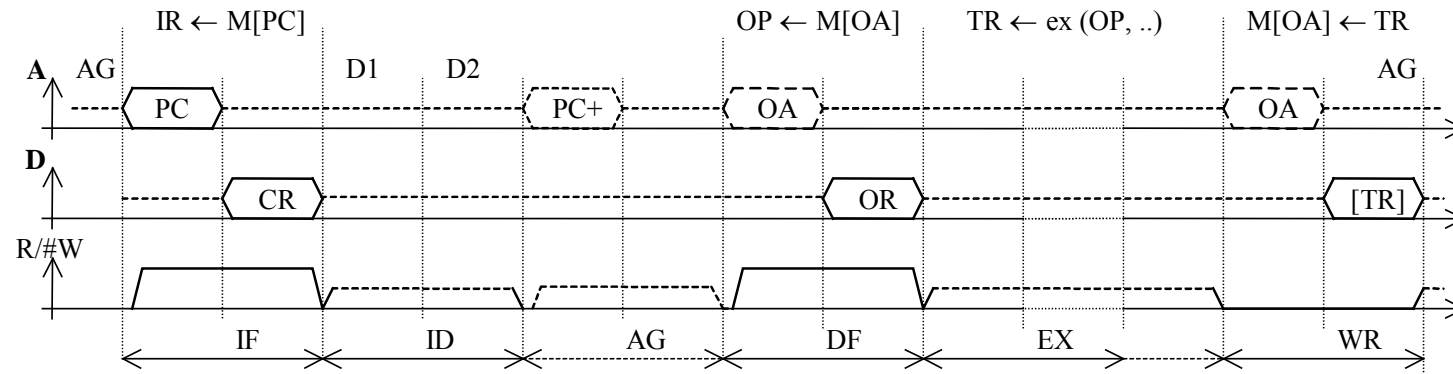 IR ← M[PC] OP ← M[OA] TR ← ex (OP, ..) M[OA] ← TR
A AG D1 D2 AG
PC PC+ OA OA
D
CR OR [TR]
R/#W
IF ID AG DF EX WR